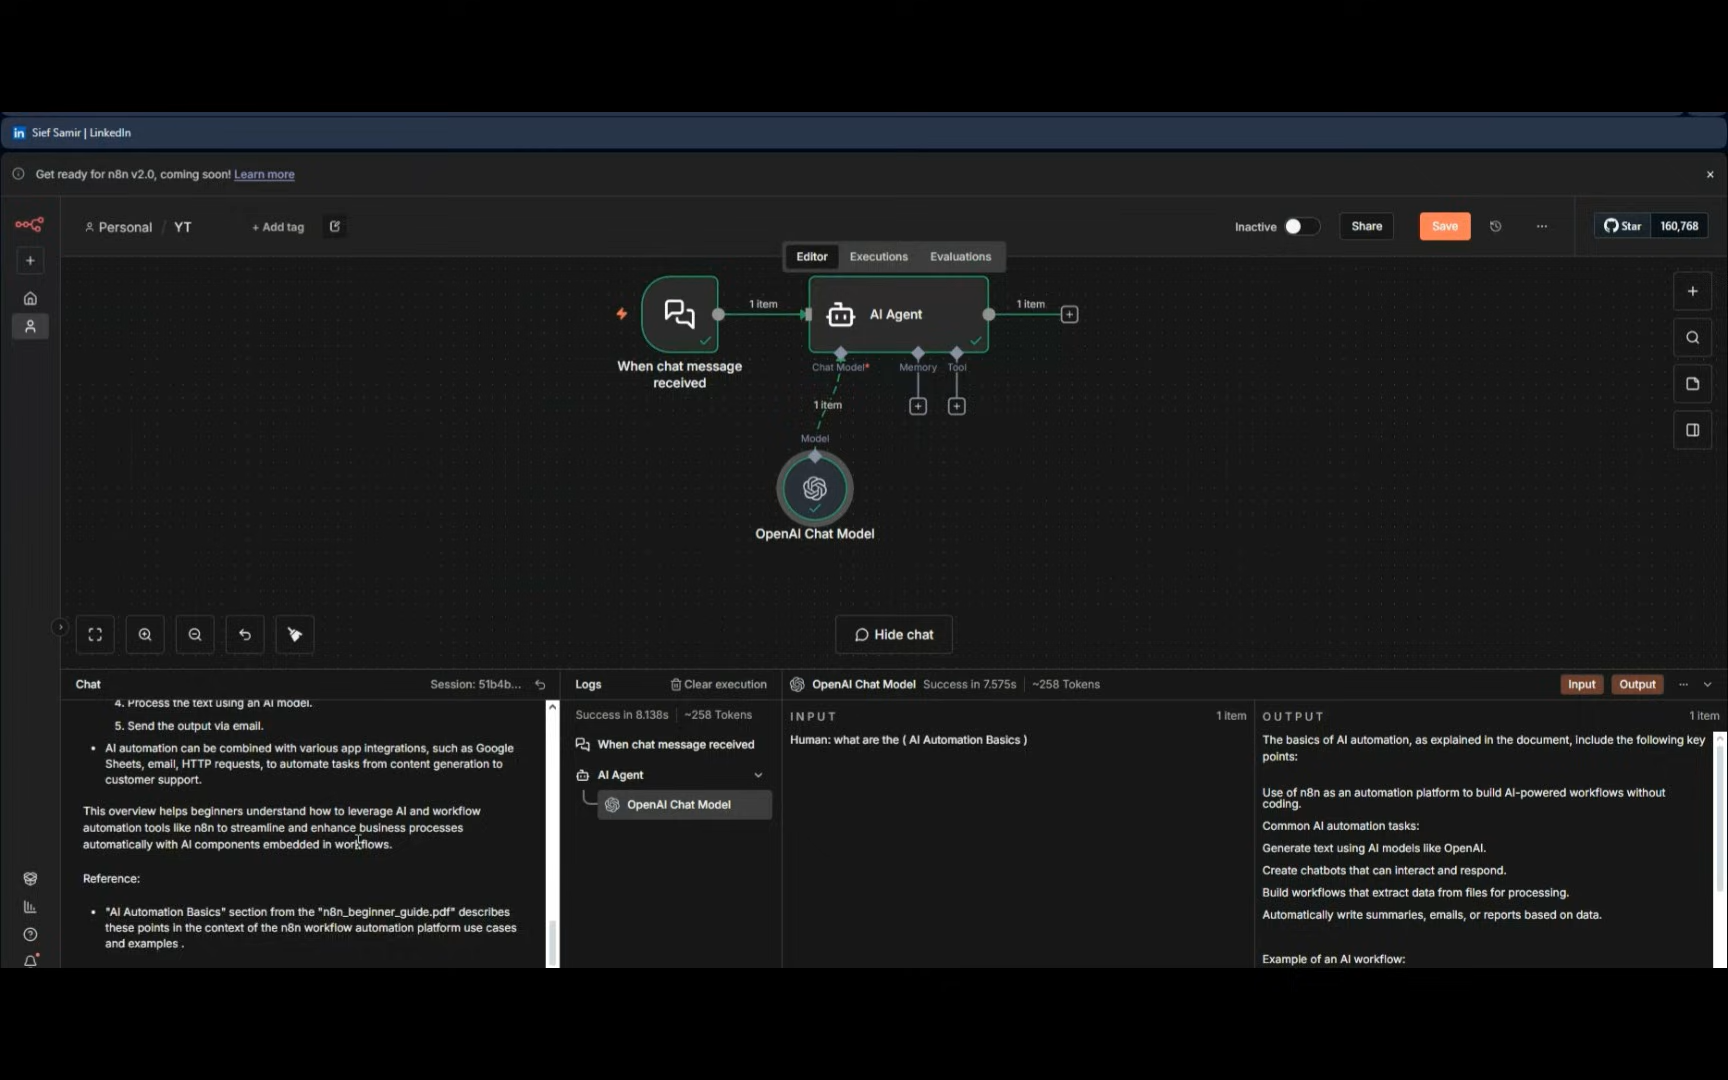 in Sief Samir | LinkedIn
Get ready for n8n v2.0, coming soon! Learn more
Personal / YT
+ Add tag
Inactive
Share
Save
Star 160,768
Editor
Executions
Evaluations
1 item
AI Agent
1 item
When chat message
received
Chat Model*
Memory
Tool
1 item
Model
OpenAI Chat Model
Hide chat
Chat
Session: 51b4b...
4. Process the text using an AI model.
5. Send the output via email.
• AI automation can be combined with various app integrations, such as Google
Sheets, email, HTTP requests, to automate tasks from content generation to
customer support.
This overview helps beginners understand how to leverage AI and workflow
automation tools like n8n to streamline and enhance business processes
automatically with AI components embedded in workflows.
Reference:
• "AI Automation Basics" section from the "n8n_beginner_guide.pdf" describes
these points in the context of the n8n workflow automation platform use cases
and examples .
Logs
Clear execution
Success in 8.138s | ~258 Tokens
When chat message received
AI Agent
OpenAI Chat Model
OpenAI Chat Model Success in 7.575s | ~258 Tokens
Input
Output
INPUT
1 item
Human: what are the ( AI Automation Basics )
OUTPUT
1 item
The basics of AI automation, as explained in the document, include the following key
points:
Use of n8n as an automation platform to build AI-powered workflows without
coding.
Common AI automation tasks:
Generate text using AI models like OpenAI.
Create chatbots that can interact and respond.
Build workflows that extract data from files for processing.
Automatically write summaries, emails, or reports based on data.
Example of an AI workflow: